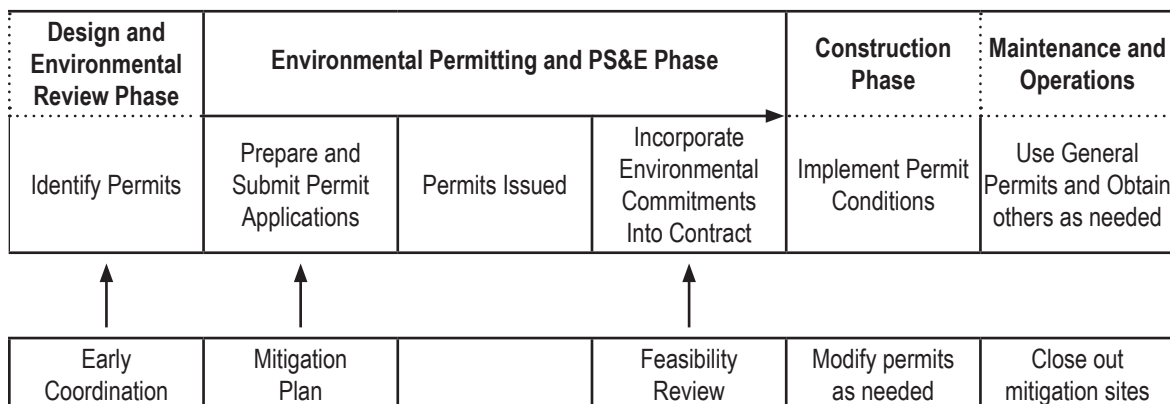 Design and
Environmental
Review Phase
Environmental Permitting and PS&E Phase
Construction
Phase
Maintenance and
Operations
Identify Permits
Prepare and
Submit Permit
Applications
Permits Issued
Incorporate
Environmental
Commitments
Into Contract
Implement Permit
Conditions
Use General
Permits and Obtain
others as needed
Early
Coordination
Mitigation
Plan
Feasibility
Review
Modify permits
as needed
Close out
mitigation sites